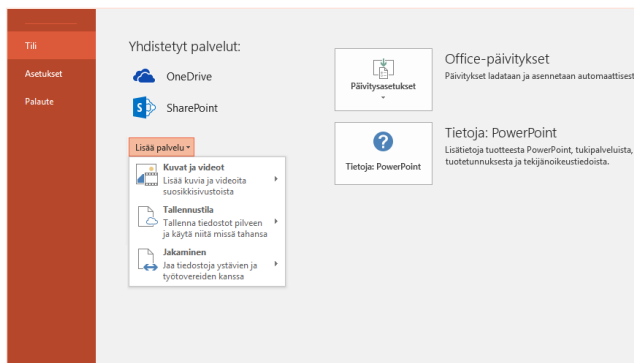 Tili
Asetukset
Palaute
Yhdistetyt palvelut:
OneDrive
SharePoint
Lisää palvelu
Kuvat ja videot
Lisää kuvia ja videoita
suosikkisivustoista
Tallennustila
Tallenna tiedostot pilveen
ja käytä niitä missä tahansa
Jakaminen
Jaa tiedostoja ystävien ja
työtovereiden kanssa
Päivitysasetukset
Office-päivitykset
Päivitykset ladataan ja asennetaan automaattisest
Tietoja: PowerPoint
Tietoja: PowerPoint
Lisätietoja tuotteesta PowerPoint, tukipalveluista,
tuotetunnuksesta ja tekijänoikeustiedoista.